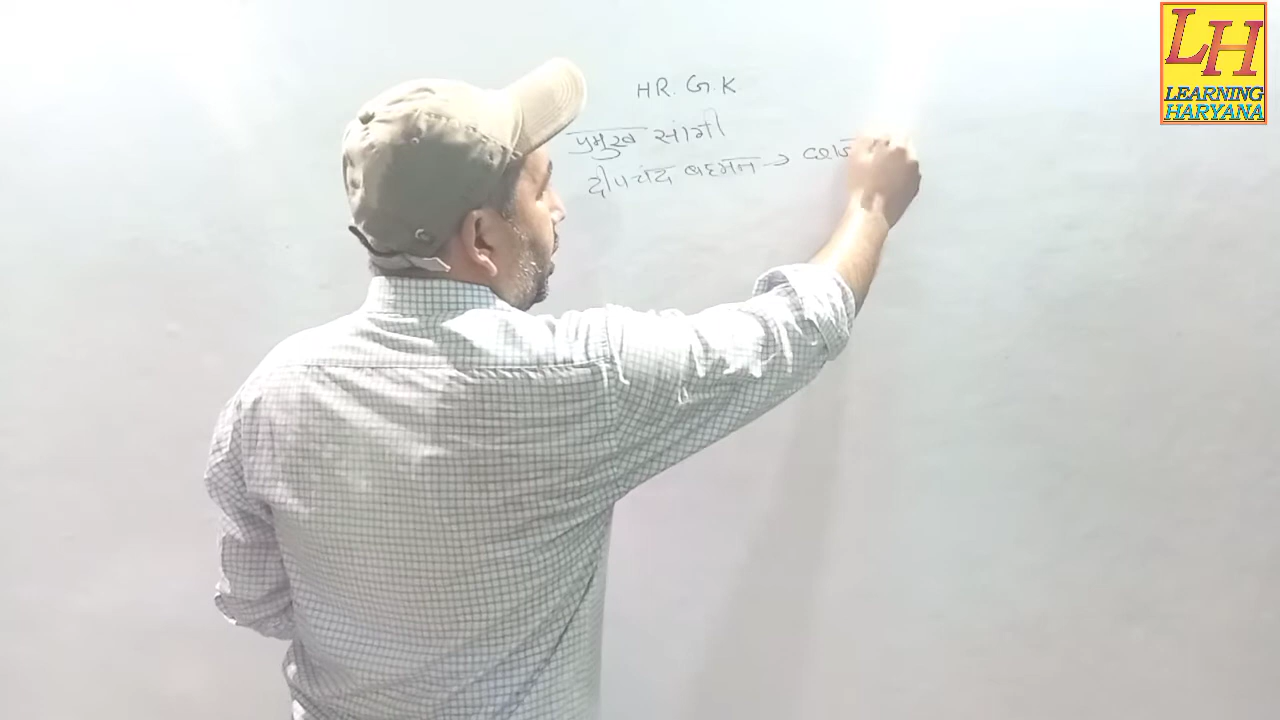 HR. G.K
प्रमुख सांगी
दीपचंद बहमन →
LH
LEARNING
HARYANA